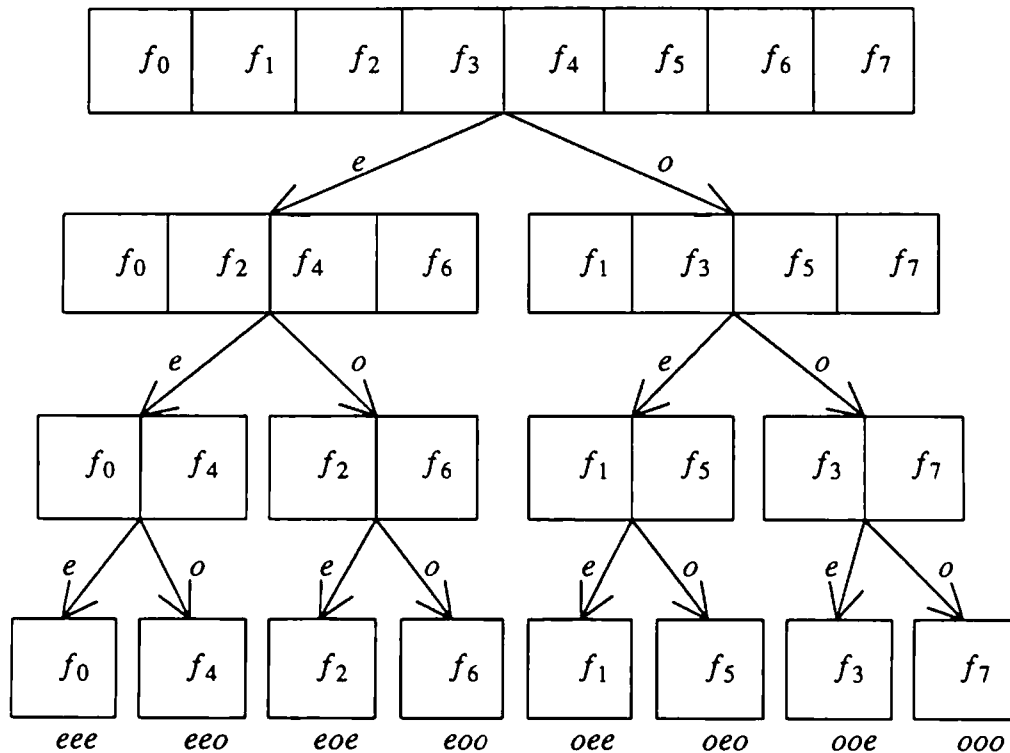 f0 f1 f2 f3 f4 f5 f6 f7
e o
f0 f2 f4 f6 f1 f3 f5 f7
e o e o
f0 f4 f2 f6 f1 f5 f3 f7
e o e o e o e o
f0 f4 f2 f6 f1 f5 f3 f7
eee eeo eoe eoo oee oeo ooe ooo